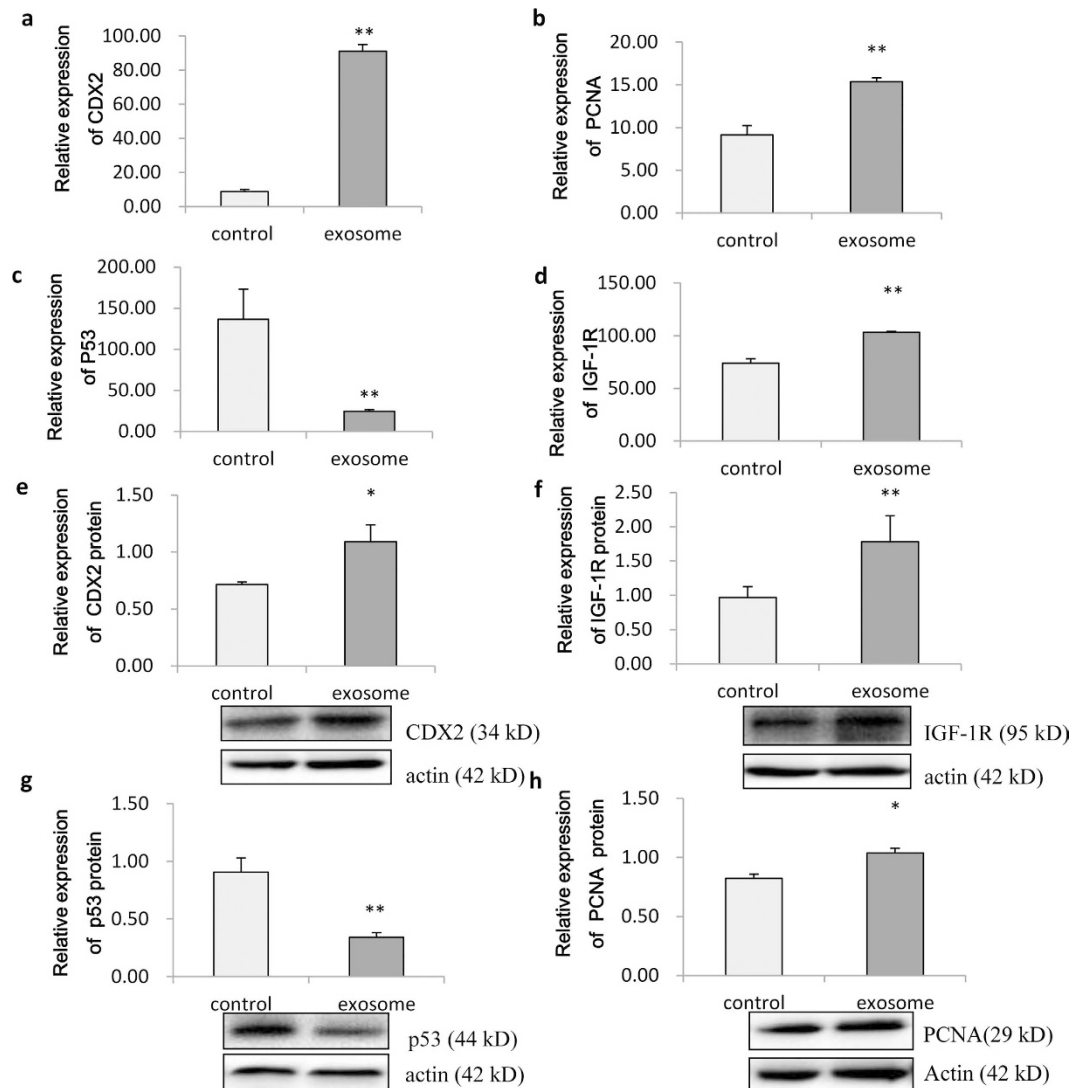 a
Relative expression
of CDX2
100.00
80.00
60.00
40.00
20.00
0.00
**
control
exosome
b
Relative expression
of PCNA
20.00
15.00
10.00
5.00
0.00
**
control
exosome
c
Relative expression
of P53
200.00
150.00
100.00
50.00
0.00
**
control
exosome
d
Relative expression
of IGF-1R
150.00
100.00
50.00
0.00
**
control
exosome
e
Relative expression
of CDX2 protein
1.50
1.00
0.50
0.00
*
control
exosome
CDX2 (34 kD)
actin (42 kD)
f
Relative expression
of IGF-1R protein
2.50
2.00
1.50
1.00
0.50
0.00
**
control
exosome
IGF-1R (95 kD)
actin (42 kD)
g
Relative expression
of p53 protein
1.50
1.00
0.50
0.00
**
control
exosome
p53 (44 kD)
actin (42 kD)
h
Relative expression
of PCNA protein
1.50
1.00
0.50
0.00
*
control
exosome
PCNA(29 kD)
Actin (42 kD)